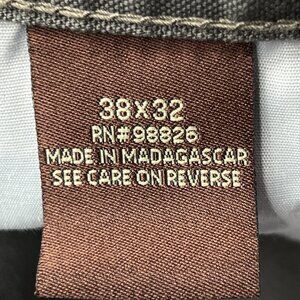 38X32
RN#98826
MADE IN MADAGASCAR
SEE CARE ON REVERSE